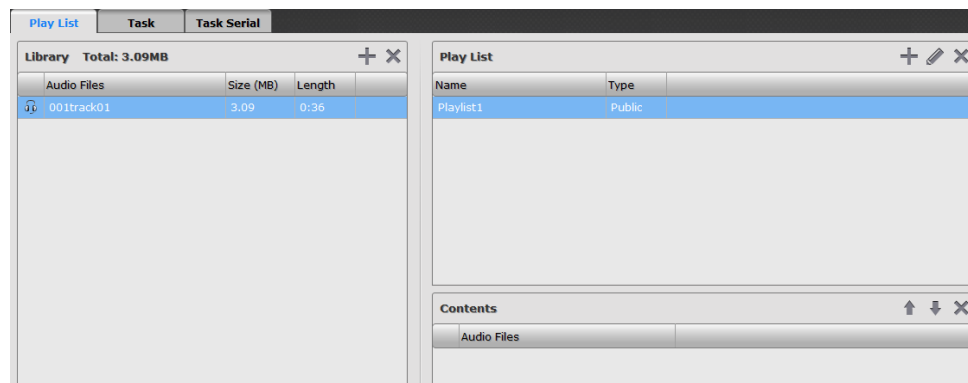 Play List Task Task Serial
Library Total: 3.09MB
Audio Files Size (MB) Length
001track01 3.09 0:36
Play List
Name Type
Playlist1 Public
Contents
Audio Files